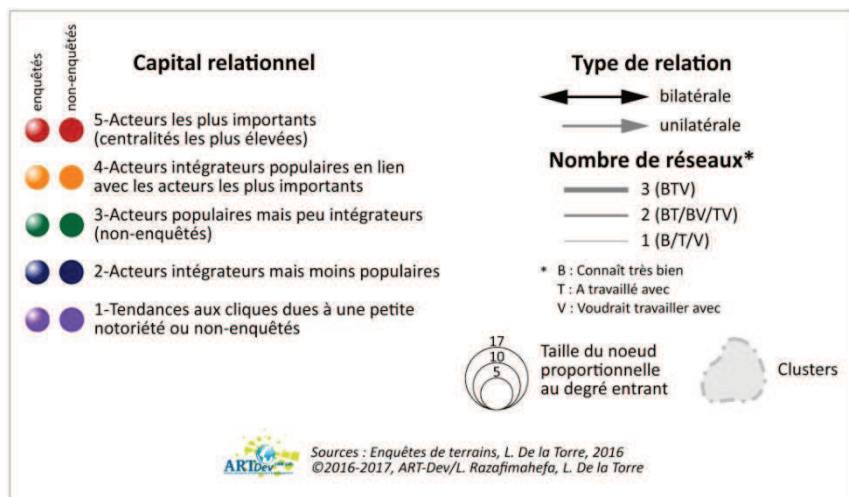 enquêtés
non-enquêtés
Capital relationnel
5-Acteurs les plus importants
(centralités les plus élevées)
4-Acteurs intégrateurs populaires en lien
avec les acteurs les plus importants
3-Acteurs populaires mais peu intégrateurs
(non-enquêtés)
2-Acteurs intégrateurs mais moins populaires
1-Tendances aux cliques dues à une petite
notoriété ou non-enquêtés
Type de relation
bilatérale
unilatérale
Nombre de réseaux*
3 (BTV)
2 (BT/BV/TV)
1 (B/T/V)
* B : Connaît très bien
T : A travaillé avec
V : Voudrait travailler avec
17
10
5
Taille du noeud
proportionnelle
au degré entrant
Clusters
ARTDev
Sources : Enquêtes de terrains, L. De la Torre, 2016
©2016-2017, ART-Dev/L. Razafimahefa, L. De la Torre